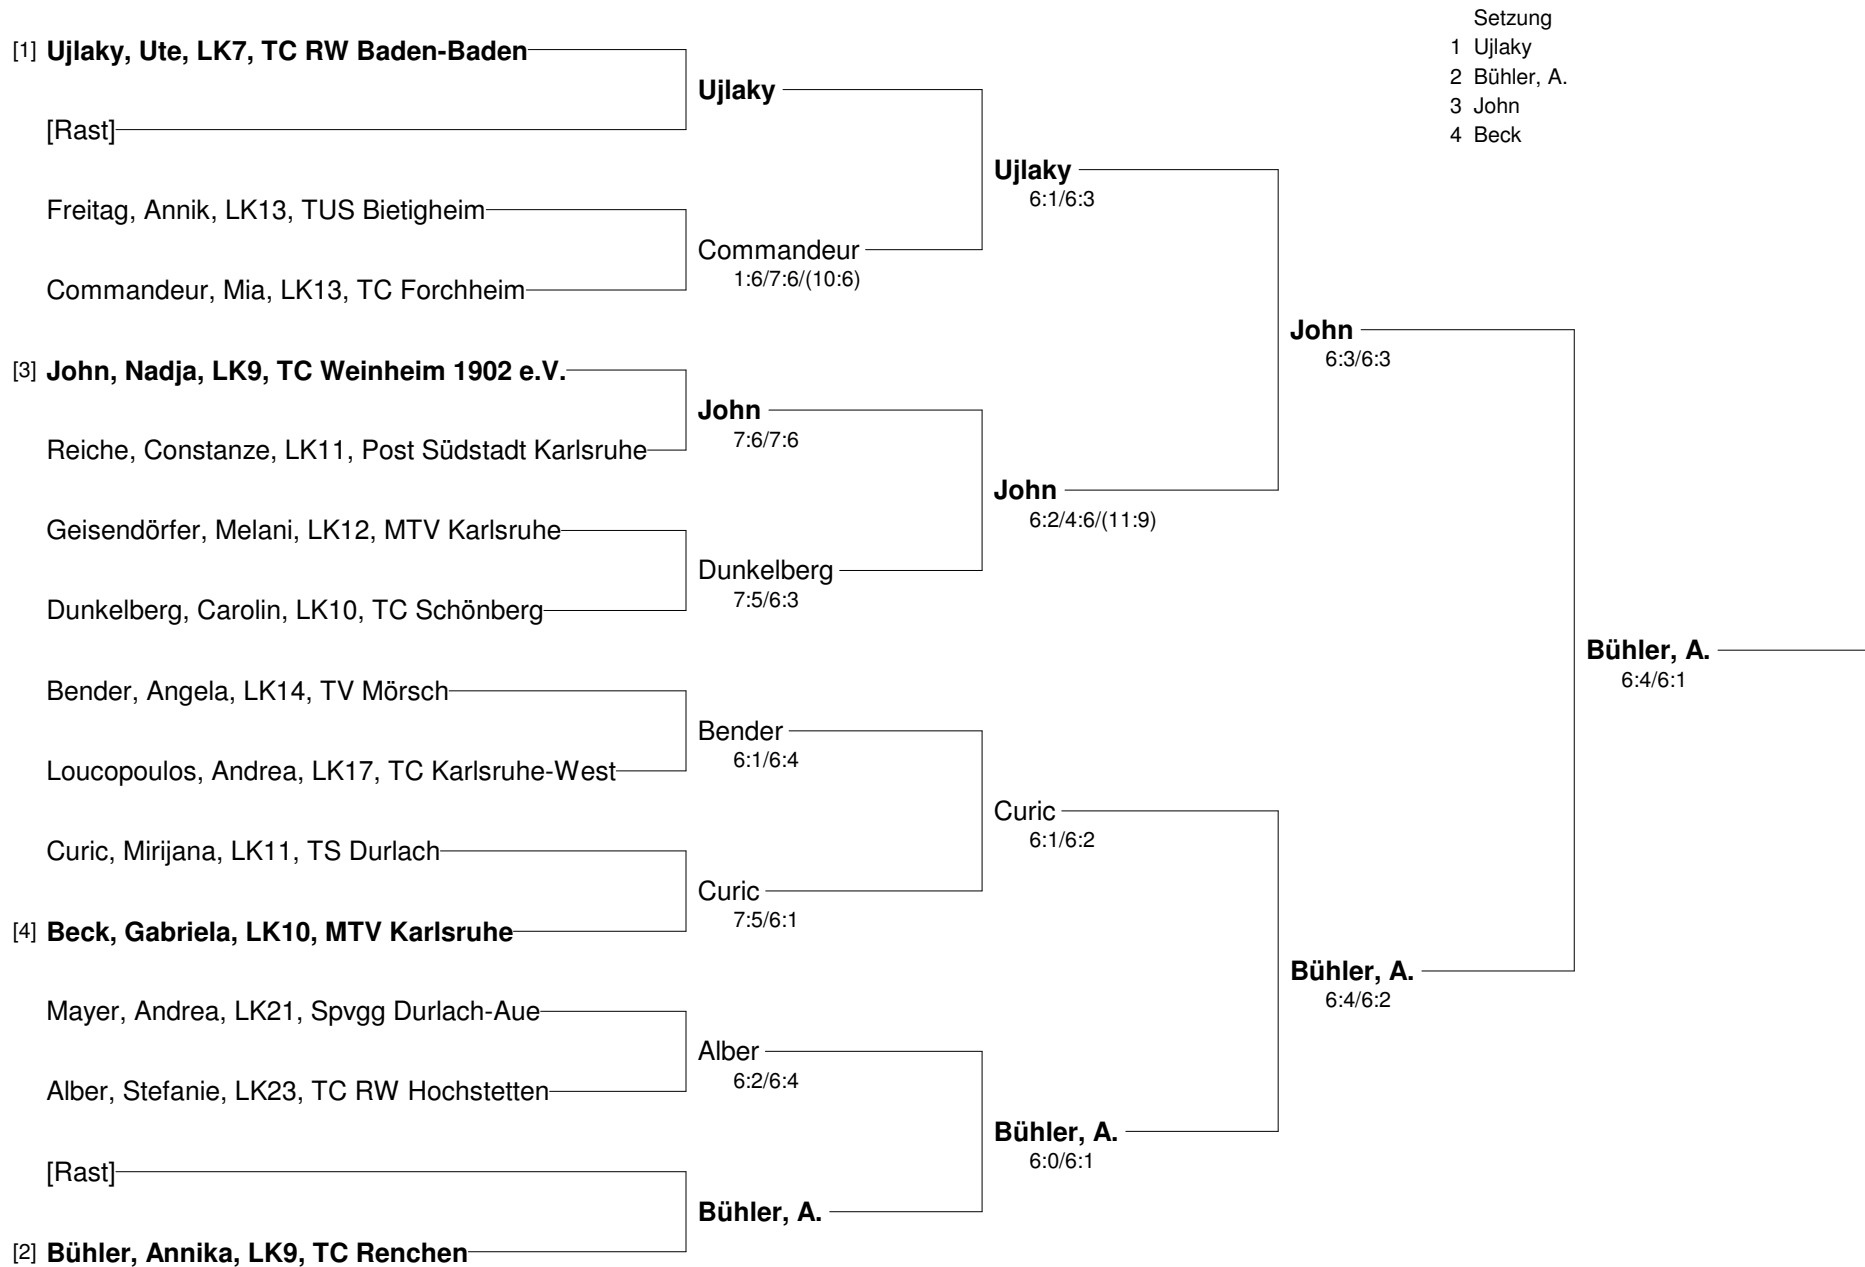 Setzung
1 Ujlaky
2 Bühler, A.
3 John
4 Beck
[1] Ujlaky, Ute, LK7, TC RW Baden-Baden
[Rast]
Freitag, Annik, LK13, TUS Bietigheim
Commandeur, Mia, LK13, TC Forchheim
[3] John, Nadja, LK9, TC Weinheim 1902 e.V.
Reiche, Constanze, LK11, Post Südstadt Karlsruhe
Geisendörfer, Melani, LK12, MTV Karlsruhe
Dunkelberg, Carolin, LK10, TC Schönberg
Bender, Angela, LK14, TV Mörsch
Loucopoulos, Andrea, LK17, TC Karlsruhe-West
Curic, Mirijana, LK11, TS Durlach
[4] Beck, Gabriela, LK10, MTV Karlsruhe
Mayer, Andrea, LK21, Spvgg Durlach-Aue
Alber, Stefanie, LK23, TC RW Hochstetten
[Rast]
[2] Bühler, Annika, LK9, TC Renchen
Ujlaky
Commandeur
1:6/7:6/(10:6)
John
7:6/7:6
Dunkelberg
7:5/6:3
Bender
6:1/6:4
Curic
7:5/6:1
Alber
6:2/6:4
Bühler, A.
Ujlaky
6:1/6:3
John
6:2/4:6/(11:9)
Curic
6:1/6:2
Bühler, A.
6:0/6:1
John
6:3/6:3
Bühler, A.
6:4/6:2
Bühler, A.
6:4/6:1